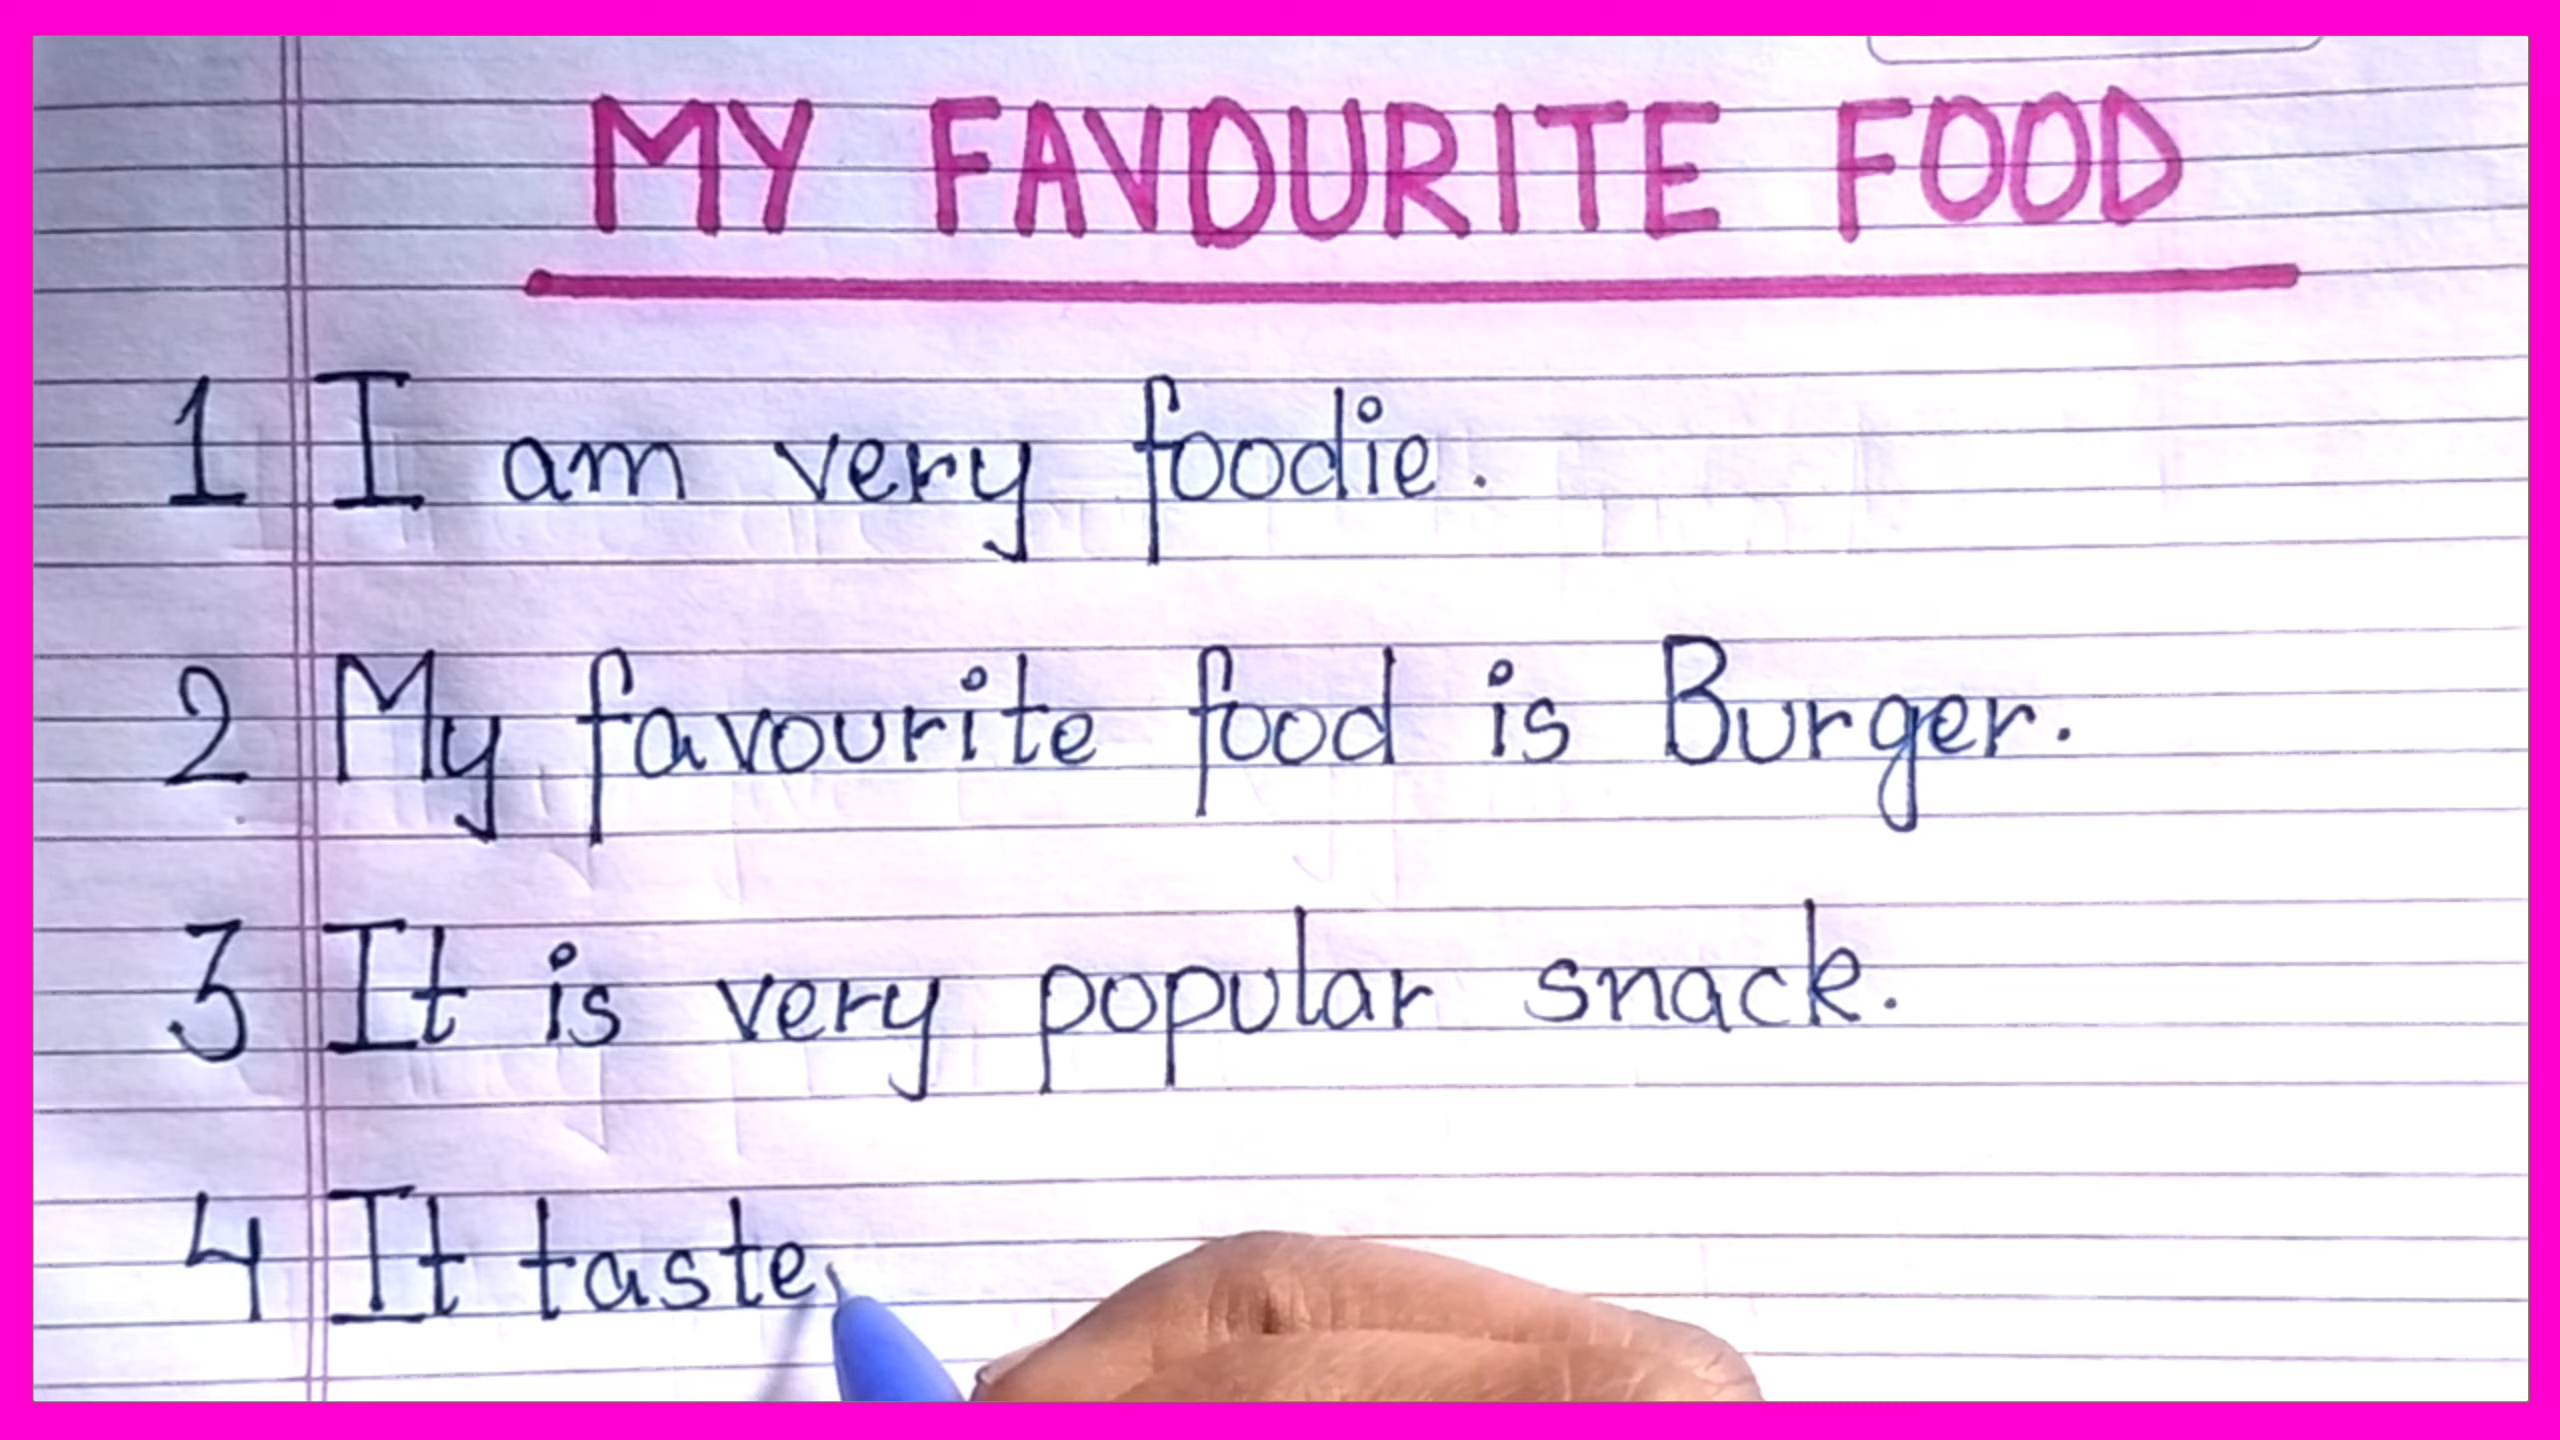 MY FAVOURITE FOOD
1 I am very foodie.
2 My favourite food is Burger.
3 It is very popular snack.
4 It taste